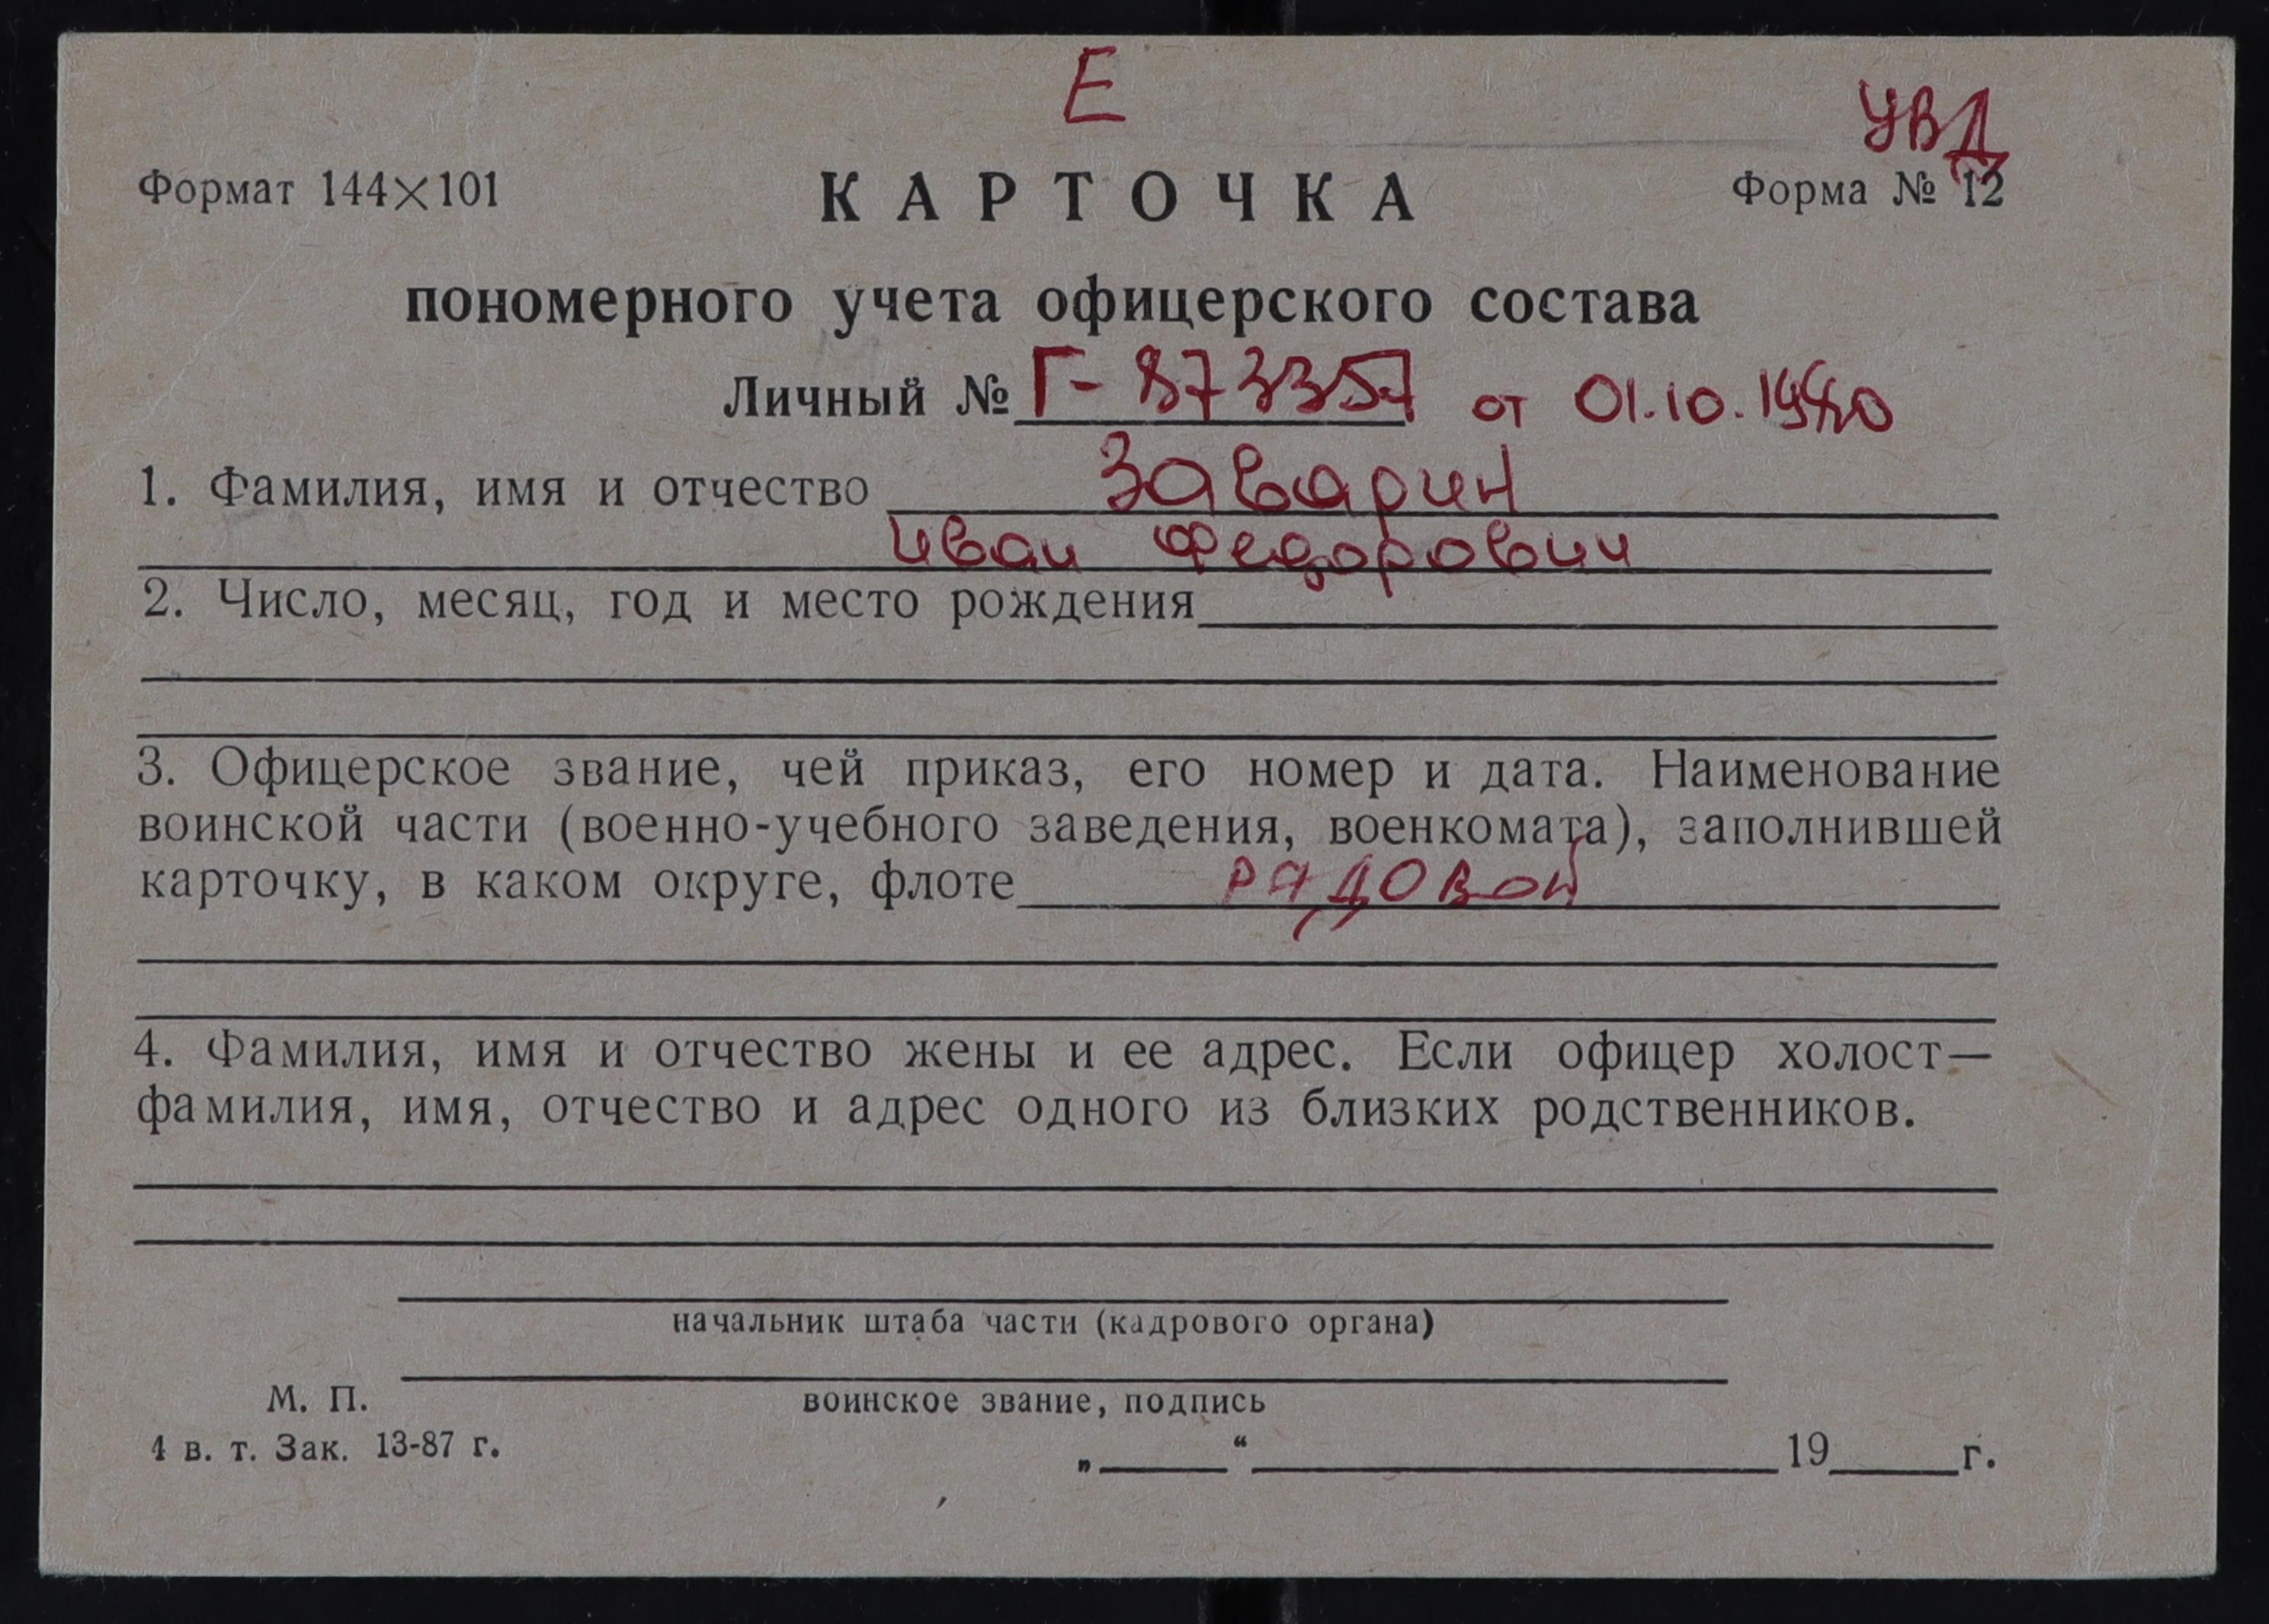 Е
УВД
Формат 144×101
КАРТОЧКА
Форма № 12
пономерного учета офицерского состава
Личный № Г-873357 от 01.10.1980
1. Фамилия, имя и отчество Заварин
Иван Федорович
2. Число, месяц, год и место рождения
3. Офицерское звание, чей приказ, его номер и дата. Наименование
воинской части (военно-учебного заведения, военкомата), заполнившей
карточку, в каком округе, флоте рядовой
4. Фамилия, имя и отчество жены и ее адрес. Если офицер холост—
фамилия, имя, отчество и адрес одного из близких родственников.
начальник штаба части (кадрового органа)
М. П.
воинское звание, подпись
4 в. т. Зак. 13-87 г.
„____“ ____________ 19____г.